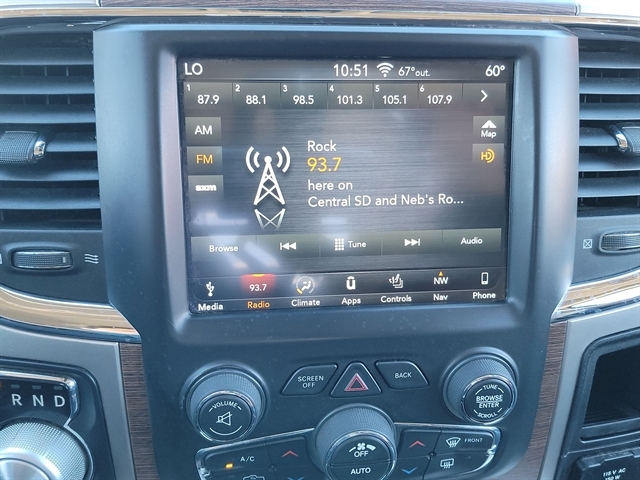 LO 10:51 67°out. 60°
1 2 3 4 5 6
87.9 88.1 98.5 101.3 105.1 107.9
AM
Map
FM
Rock
93.7
here on
Central SD and Neb's Ro...
Browse Tune Audio
93.7 NW
Media Radio Climate Apps Controls Nav Phone
SCREEN OFF
BACK
VOLUME
TUNE
BROWSE
ENTER
SCROLL
R N D
A/C
OFF
AUTO
FRONT
115 V AC
150 W